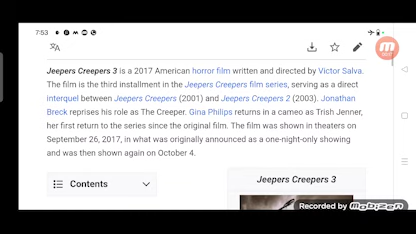 7:53
Jeepers Creepers 3 is a 2017 American horror film written and directed by Victor Salva.
The film is the third installment in the Jeepers Creepers film series, serving as a direct
interquel between Jeepers Creepers (2001) and Jeepers Creepers 2 (2003). Jonathan
Breck reprises his role as The Creeper. Gina Philips returns in a cameo as Trish Jenner,
her first return to the series since the original film. The film was shown in theaters on
September 26, 2017, in what was originally announced as a one-night-only showing
and was then shown again on October 4.
Contents
Jeepers Creepers 3
Recorded by Mobizen